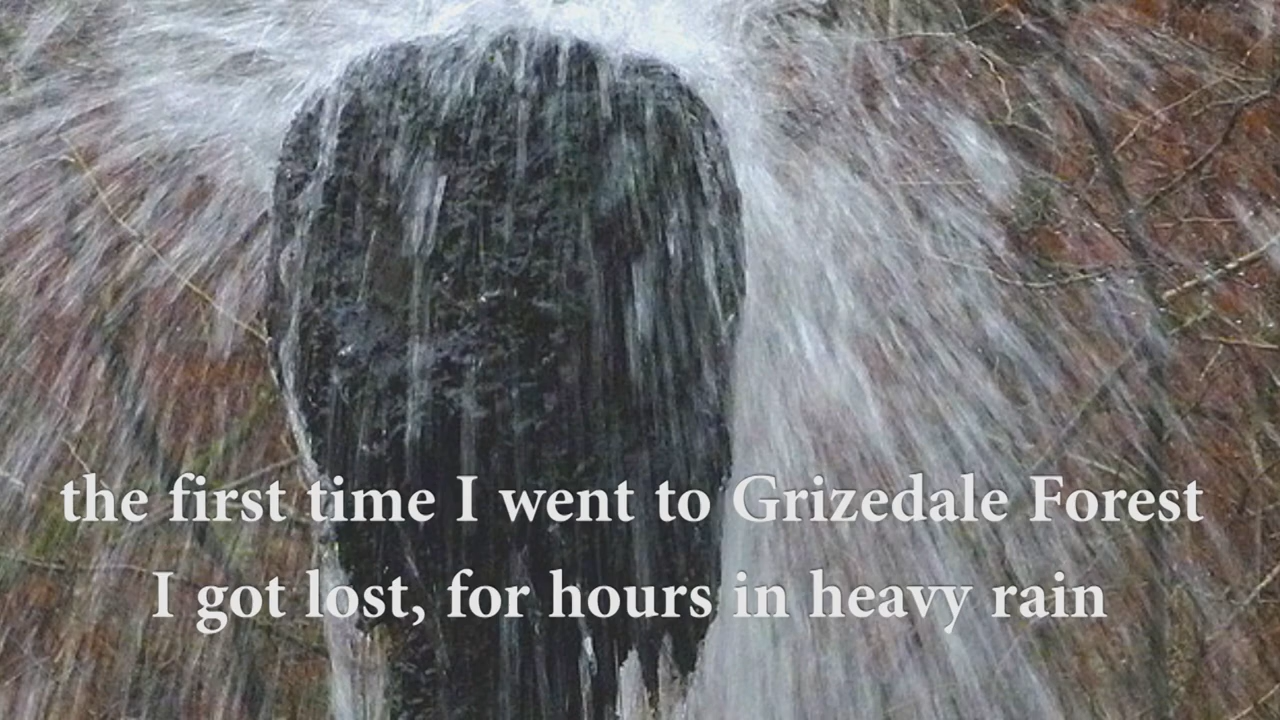 the first time I went to Grizedale Forest
I got lost, for hours in heavy rain